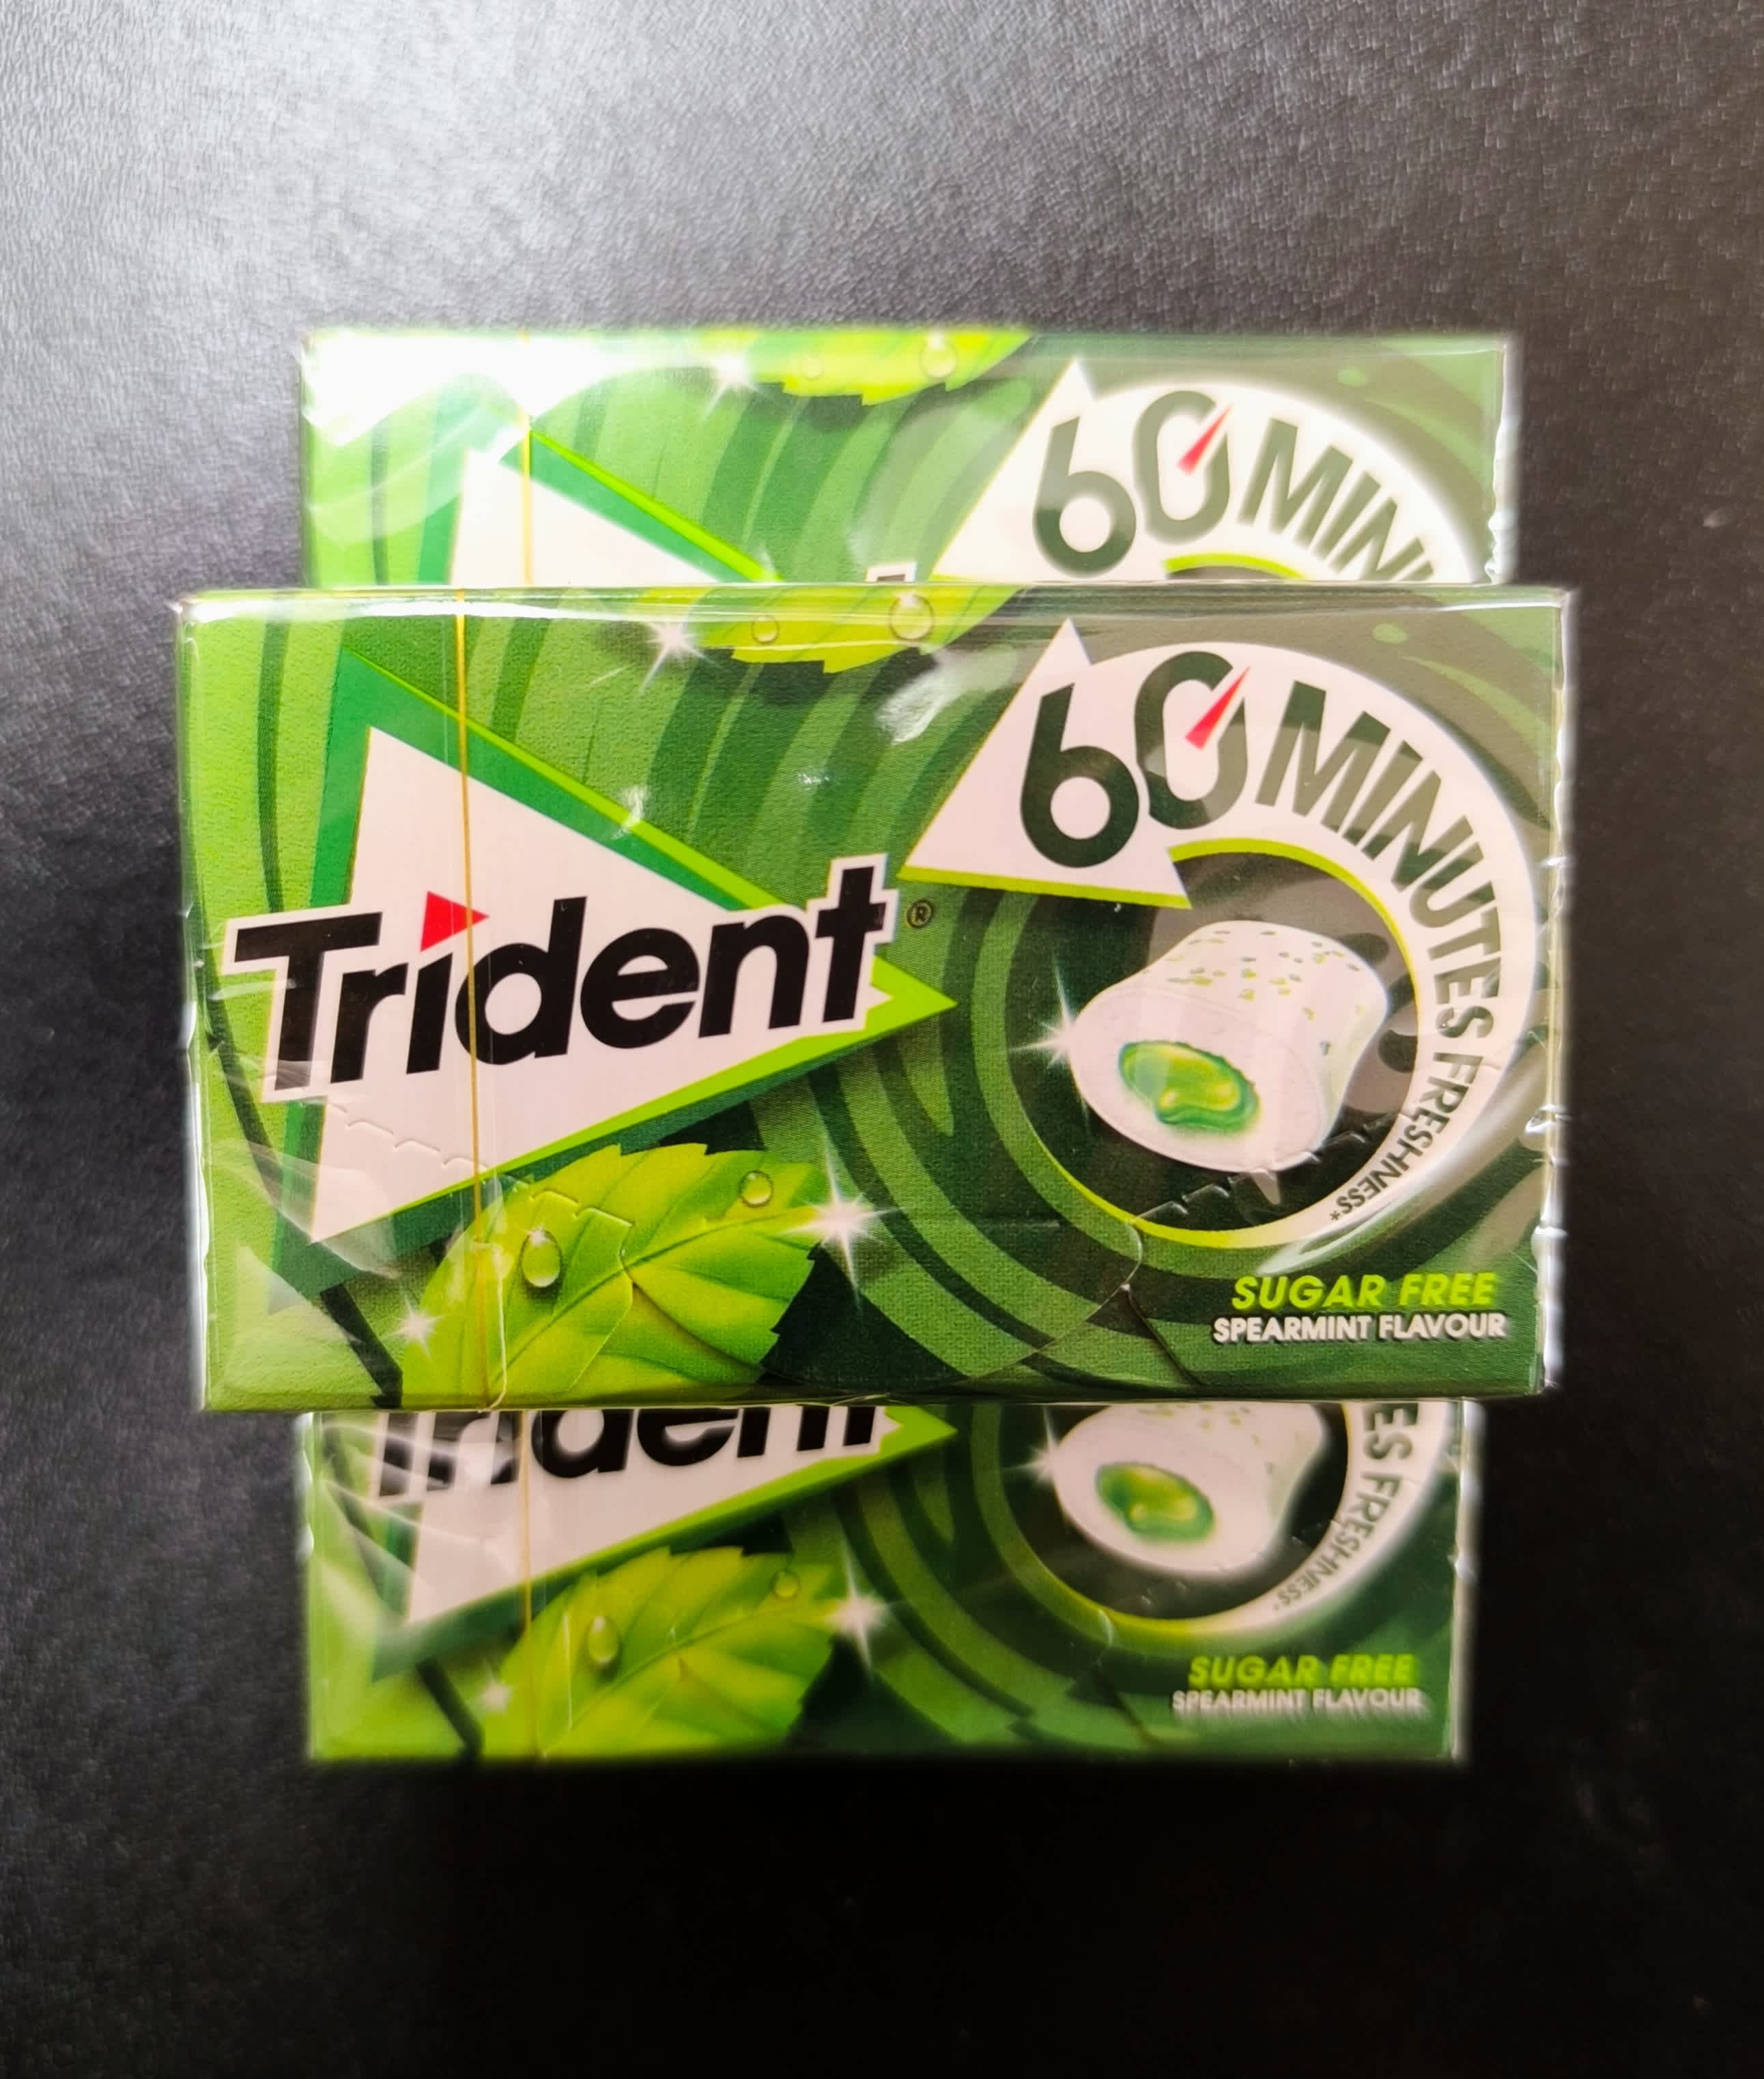 60 MINU
Trident®
60 MINUTES FRESHNESS*
SUGAR FREE
SPEARMINT FLAVOUR
Trident
ES FRESHNESS*
SUGAR FREE
SPEARMINT FLAVOUR